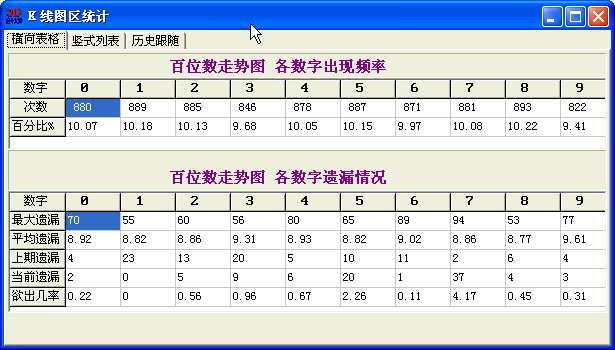 K 线图区统计
橫向表格 竖式列表 历史跟随
百位数走势图 各数字出现频率
数字 0 1 2 3 4 5 6 7 8 9
次数 880 889 885 846 878 887 871 881 893 822
百分比% 10.07 10.18 10.13 9.68 10.05 10.15 9.97 10.08 10.22 9.41
百位数走势图 各数字遗漏情况
数字 0 1 2 3 4 5 6 7 8 9
最大遗漏 70 55 60 56 80 65 89 94 53 77
平均遗漏 8.92 8.82 8.86 9.31 8.93 8.82 9.02 8.86 8.77 9.61
上期遗漏 4 23 13 20 5 10 11 2 6 4
当前遗漏 2 0 5 9 6 20 1 37 4 3
欲出几率 0.22 0 0.56 0.96 0.67 2.26 0.11 4.17 0.45 0.31